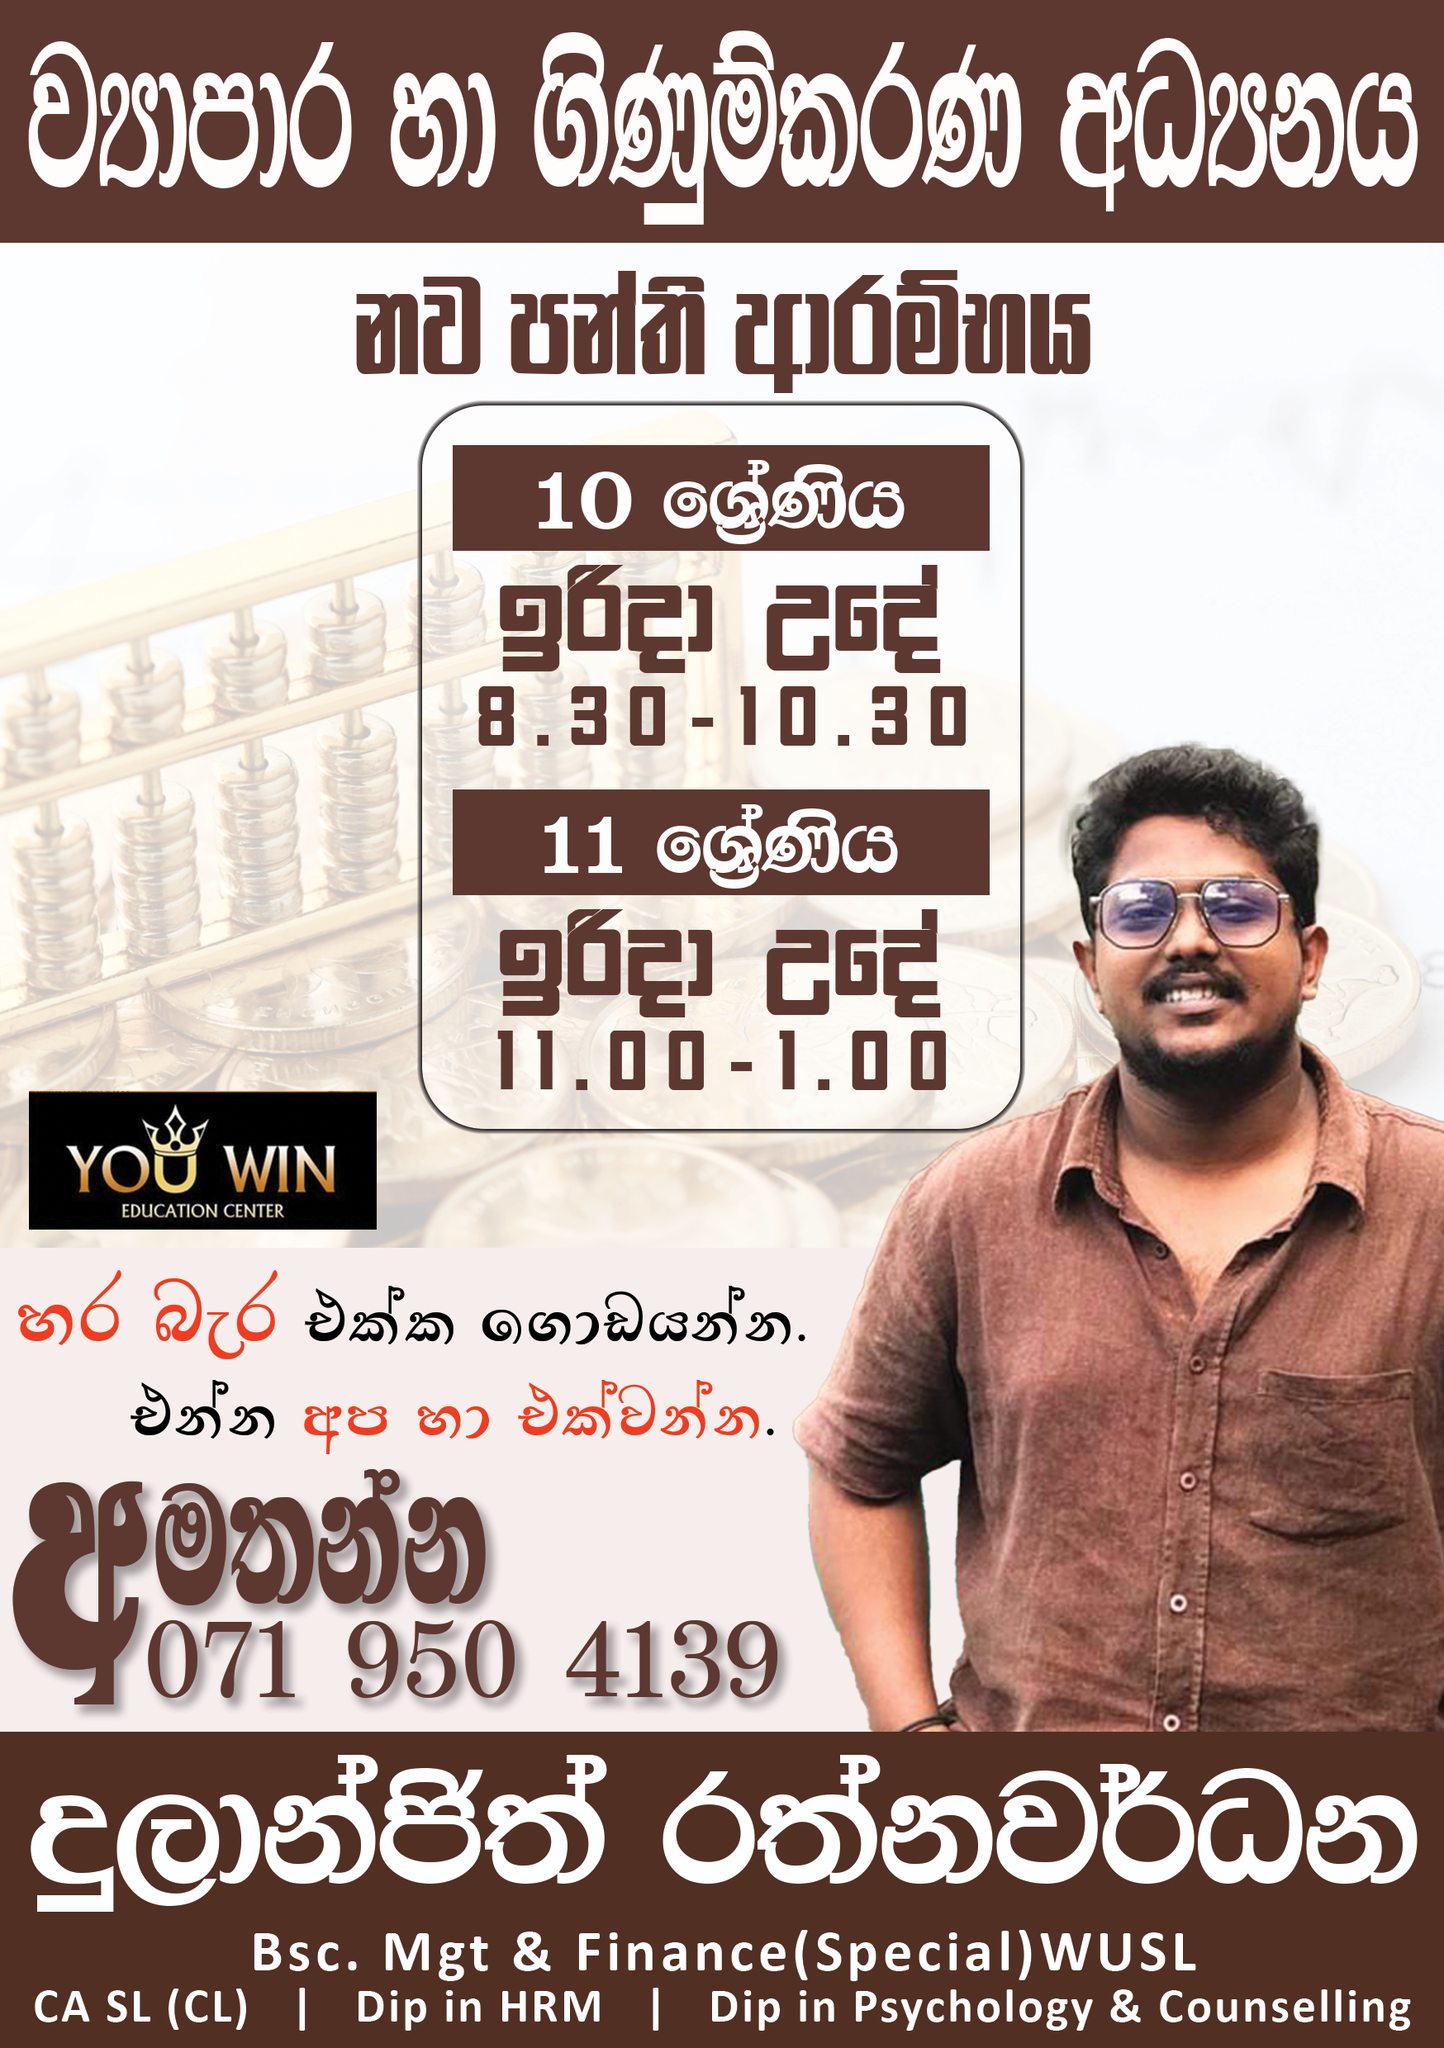 ව්‍යාපාර හා ගිණුම්කරණ අධ්‍යනය
නව පන්ති ආරම්භය
10 ශ්‍රේණිය
ඉරිදා උදේ
8.30-10.30
11 ශ්‍රේණිය
ඉරිදා උදේ
11.00-1.00
YOU WIN
EDUCATION CENTER
හර බැර එක්ක ගොඩයන්න.
එන්න අප හා එක්වන්න.
අමතන්න
071 950 4139
දුලාන්ජිත් රත්නවර්ධන
Bsc. Mgt & Finance(Special)WUSL
CA SL (CL) | Dip in HRM | Dip in Psychology & Counselling